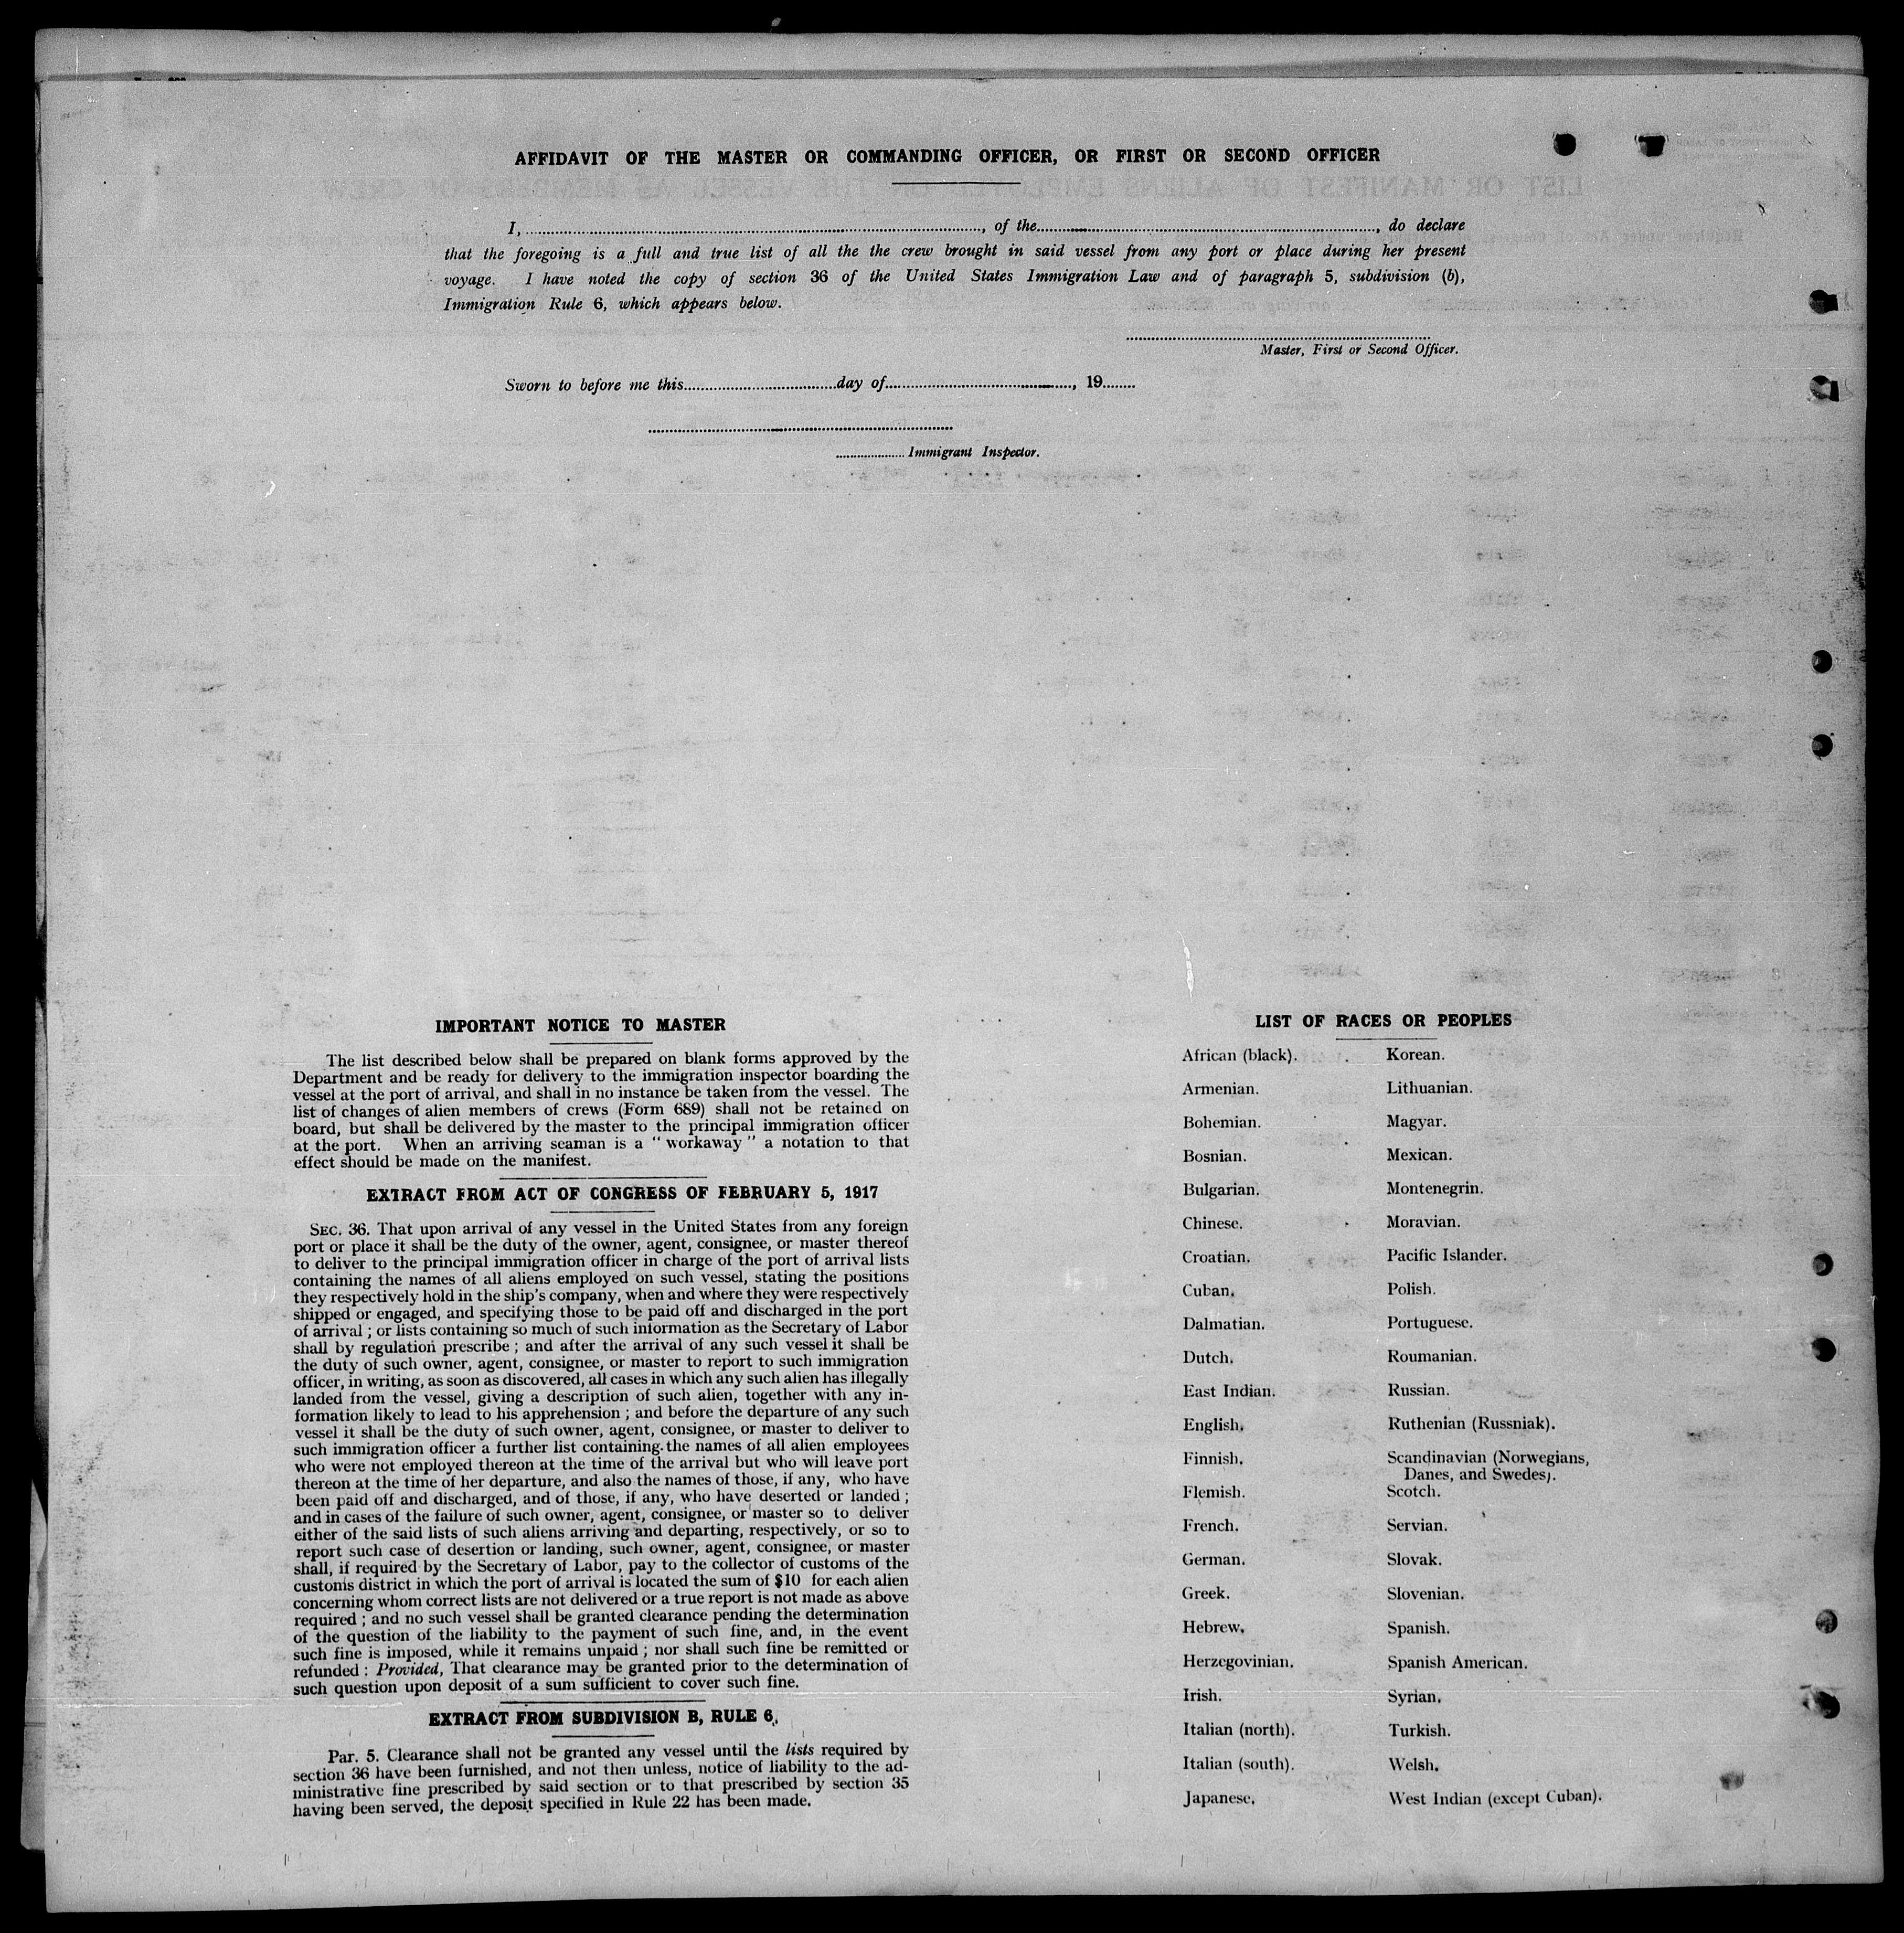 AFFIDAVIT OF THE MASTER OR COMMANDING OFFICER, OR FIRST OR SECOND OFFICER
I, , of the , do declare
that the foregoing is a full and true list of all the the crew brought in said vessel from any port or place during her present
voyage. I have noted the copy of section 36 of the United States Immigration Law and of paragraph 5, subdivision (b),
Immigration Rule 6, which appears below.
Master, First or Second Officer.
Sworn to before me this day of , 19
Immigrant Inspector.
IMPORTANT NOTICE TO MASTER
The list described below shall be prepared on blank forms approved by the
Department and be ready for delivery to the immigration inspector boarding the
vessel at the port of arrival, and shall in no instance be taken from the vessel. The
list of changes of alien members of crews (Form 689) shall not be retained on
board, but shall be delivered by the master to the principal immigration officer
at the port. When an arriving seaman is a "workaway" a notation to that
effect should be made on the manifest.
EXTRACT FROM ACT OF CONGRESS OF FEBRUARY 5, 1917
SEC. 36. That upon arrival of any vessel in the United States from any foreign
port or place it shall be the duty of the owner, agent, consignee, or master thereof
to deliver to the principal immigration officer in charge of the port of arrival lists
containing the names of all aliens employed on such vessel, stating the positions
they respectively hold in the ship's company, when and where they were respectively
shipped or engaged, and specifying those to be paid off and discharged in the port
of arrival; or lists containing so much of such information as the Secretary of Labor
shall by regulation prescribe; and after the arrival of any such vessel it shall be
the duty of such owner, agent, consignee, or master to report to such immigration
officer, in writing, as soon as discovered, all cases in which any such alien has illegally
landed from the vessel, giving a description of such alien, together with any in-
formation likely to lead to his apprehension; and before the departure of any such
vessel it shall be the duty of such owner, agent, consignee, or master to deliver to
such immigration officer a further list containing the names of all alien employees
who were not employed thereon at the time of the arrival but who will leave port
thereon at the time of her departure, and also the names of those, if any, who have
been paid off and discharged, and of those, if any, who have deserted or landed;
and in cases of the failure of such owner, agent, consignee, or master so to deliver
either of the said lists of such aliens arriving and departing, respectively, or so to
report such case of desertion or landing, such owner, agent, consignee, or master
shall, if required by the Secretary of Labor, pay to the collector of customs of the
customs district in which the port of arrival is located the sum of $10 for each alien
concerning whom correct lists are not delivered or a true report is not made as above
required; and no such vessel shall be granted clearance pending the determination
of the question of the liability to the payment of such fine, and, in the event
such fine is imposed, while it remains unpaid; nor shall such fine be remitted or
refunded: Provided, That clearance may be granted prior to the determination of
such question upon deposit of a sum sufficient to cover such fine.
EXTRACT FROM SUBDIVISION B, RULE 6.
Par. 5. Clearance shall not be granted any vessel until the lists required by
section 36 have been furnished, and not then unless, notice of liability to the ad-
ministrative fine prescribed by said section or to that prescribed by section 35
having been served, the deposit specified in Rule 22 has been made.
LIST OF RACES OR PEOPLES
African (black).
Armenian.
Bohemian.
Bosnian.
Bulgarian.
Chinese.
Croatian.
Cuban.
Dalmatian.
Dutch.
East Indian.
English.
Finnish.
Flemish.
French.
German.
Greek.
Hebrew.
Herzegovinian.
Irish.
Italian (north).
Italian (south).
Japanese.
Korean.
Lithuanian.
Magyar.
Mexican.
Montenegrin.
Moravian.
Pacific Islander.
Polish.
Portuguese.
Roumanian.
Russian.
Ruthenian (Russniak).
Scandinavian (Norwegians,
Danes, and Swedes).
Scotch.
Servian.
Slovak.
Slovenian.
Spanish.
Spanish American.
Syrian.
Turkish.
Welsh.
West Indian (except Cuban).